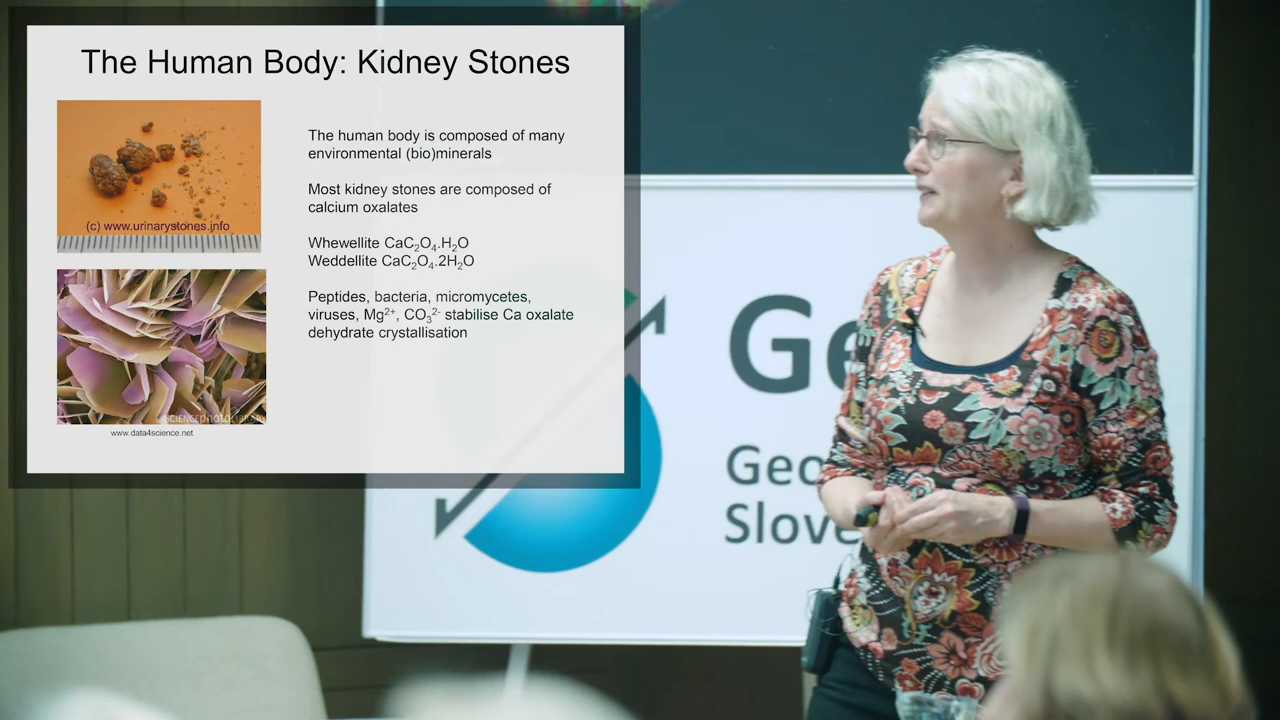 The Human Body: Kidney Stones
(c) www.urinarystones.info
www.data4science.net
The human body is composed of many
environmental (bio)minerals
Most kidney stones are composed of
calcium oxalates
Whewellite CaC₂O₄.H₂O
Weddellite CaC₂O₄.2H₂O
Peptides, bacteria, micromycetes,
viruses, Mg²⁺, CO₃²⁻ stabilise Ca oxalate
dehydrate crystallisation
Ge
Geo
Slove